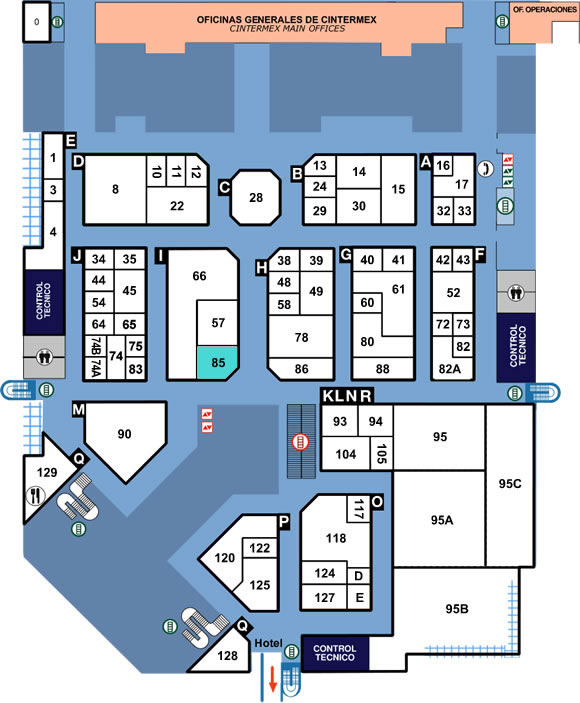 0
OFICINAS GENERALES DE CINTERMEX
CINTERMEX MAIN OFFICES
OF. OPERACIONES
E
1
3
4
CONTROL TECNICO
D
8
10
11
12
22
C
28
B
13
24
29
14
30
15
A
16
17
32
33
J
34
35
44
45
54
64
65
74B
74A
74
75
83
I
66
57
85
H
38
39
48
49
58
78
86
G
40
41
60
61
80
88
F
42
43
52
72
73
82
82A
CONTROL TECNICO
M
90
Q
129
KLNR
93
94
95
104
105
95C
95A
95B
P
120
122
125
O
117
118
124
D
127
E
Q
128
Hotel
CONTROL TECNICO